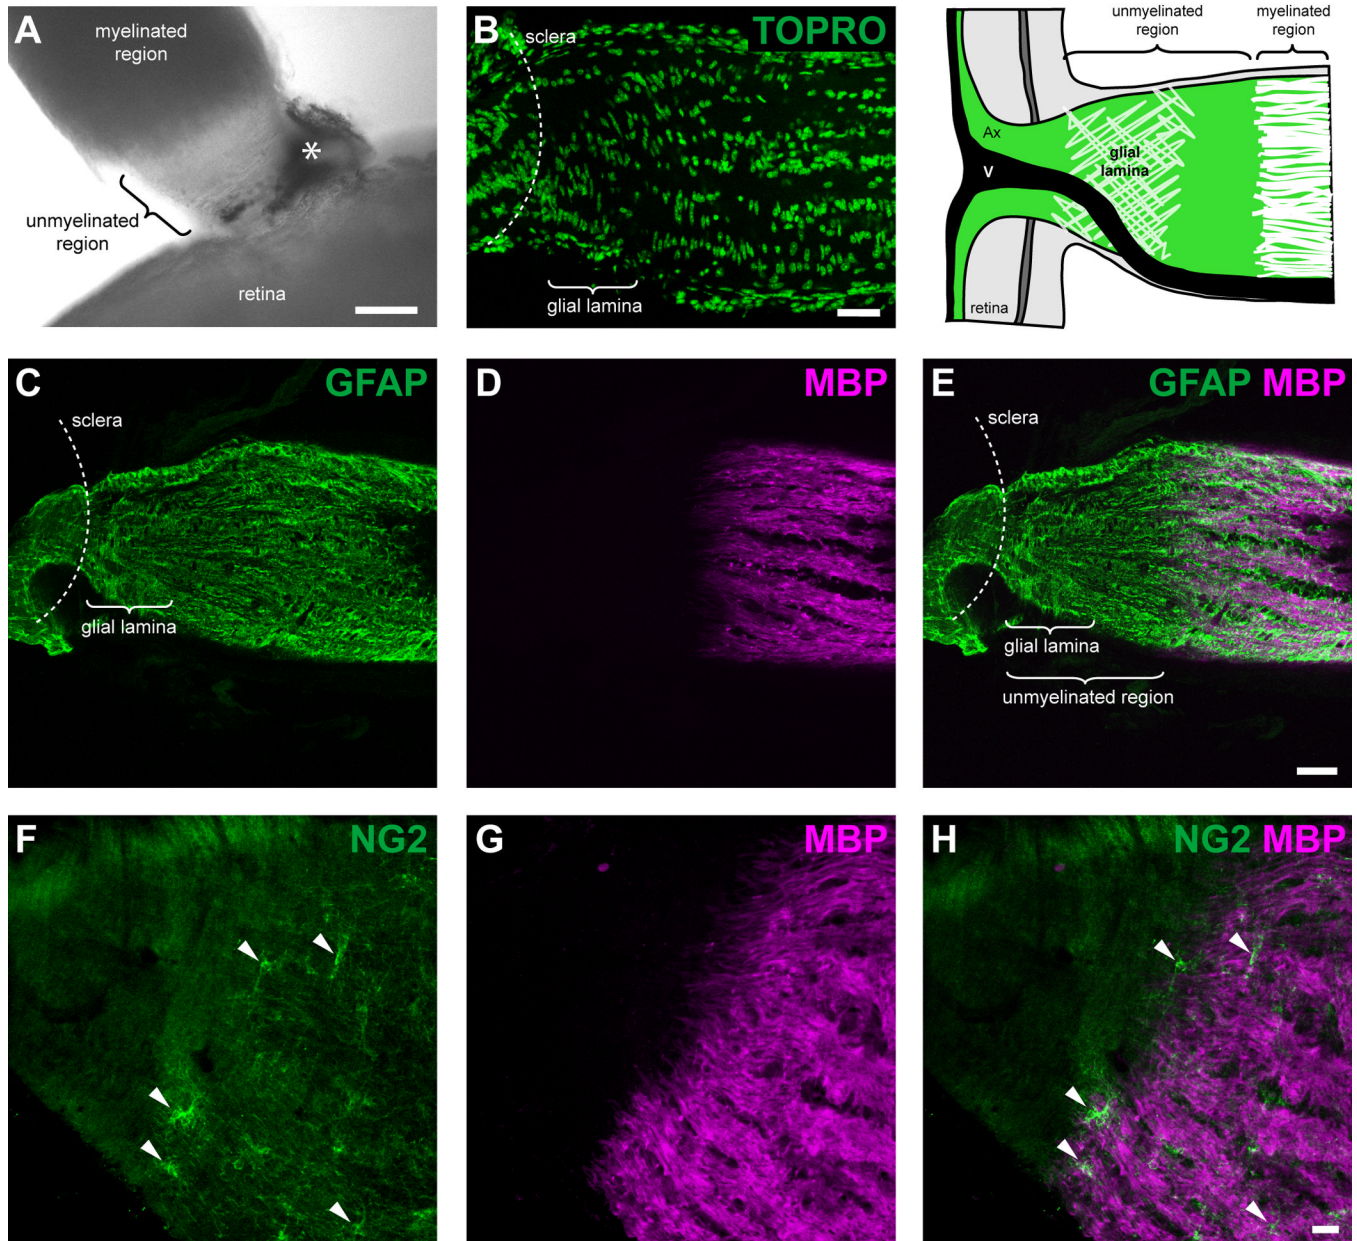 A
myelinated
region
*
unmyelinated
region
retina
B
TOPRO
sclera
glial lamina
unmyelinated
region
myelinated
region
Ax
V
glial
lamina
retina
C
GFAP
sclera
glial lamina
D
MBP
E
GFAP MBP
sclera
glial lamina
unmyelinated region
F
NG2
G
MBP
H
NG2 MBP